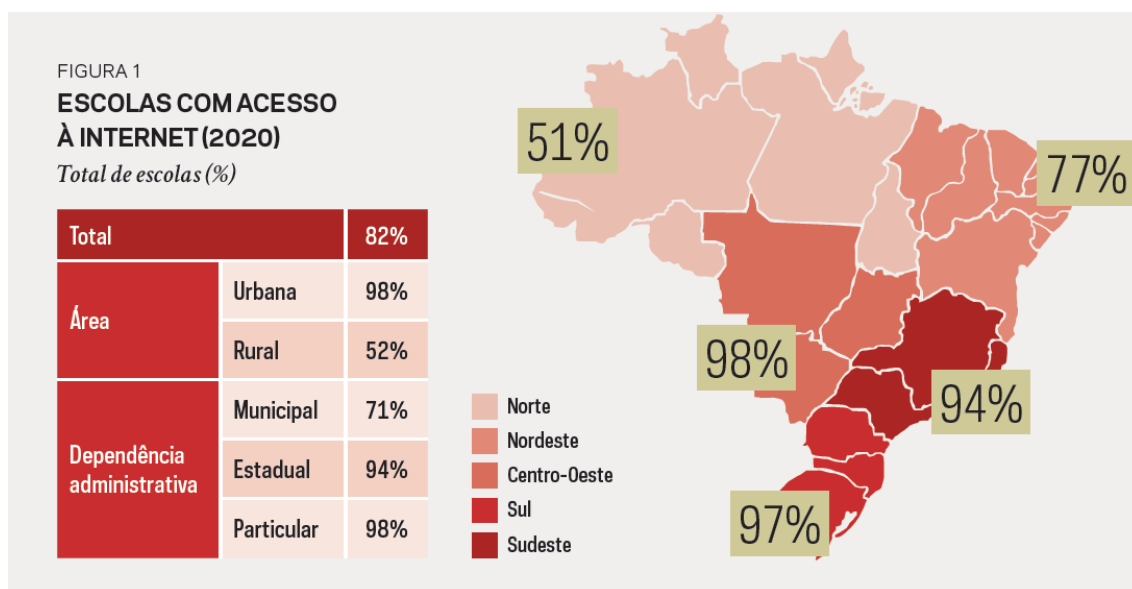 FIGURA 1
ESCOLAS COM ACESSO
À INTERNET (2020)
Total de escolas (%)
Total 82%
Área
Urbana 98%
Rural 52%
Dependência
administrativa
Municipal 71%
Estadual 94%
Particular 98%
Norte
Nordeste
Centro-Oeste
Sul
Sudeste
51%
77%
98%
94%
97%